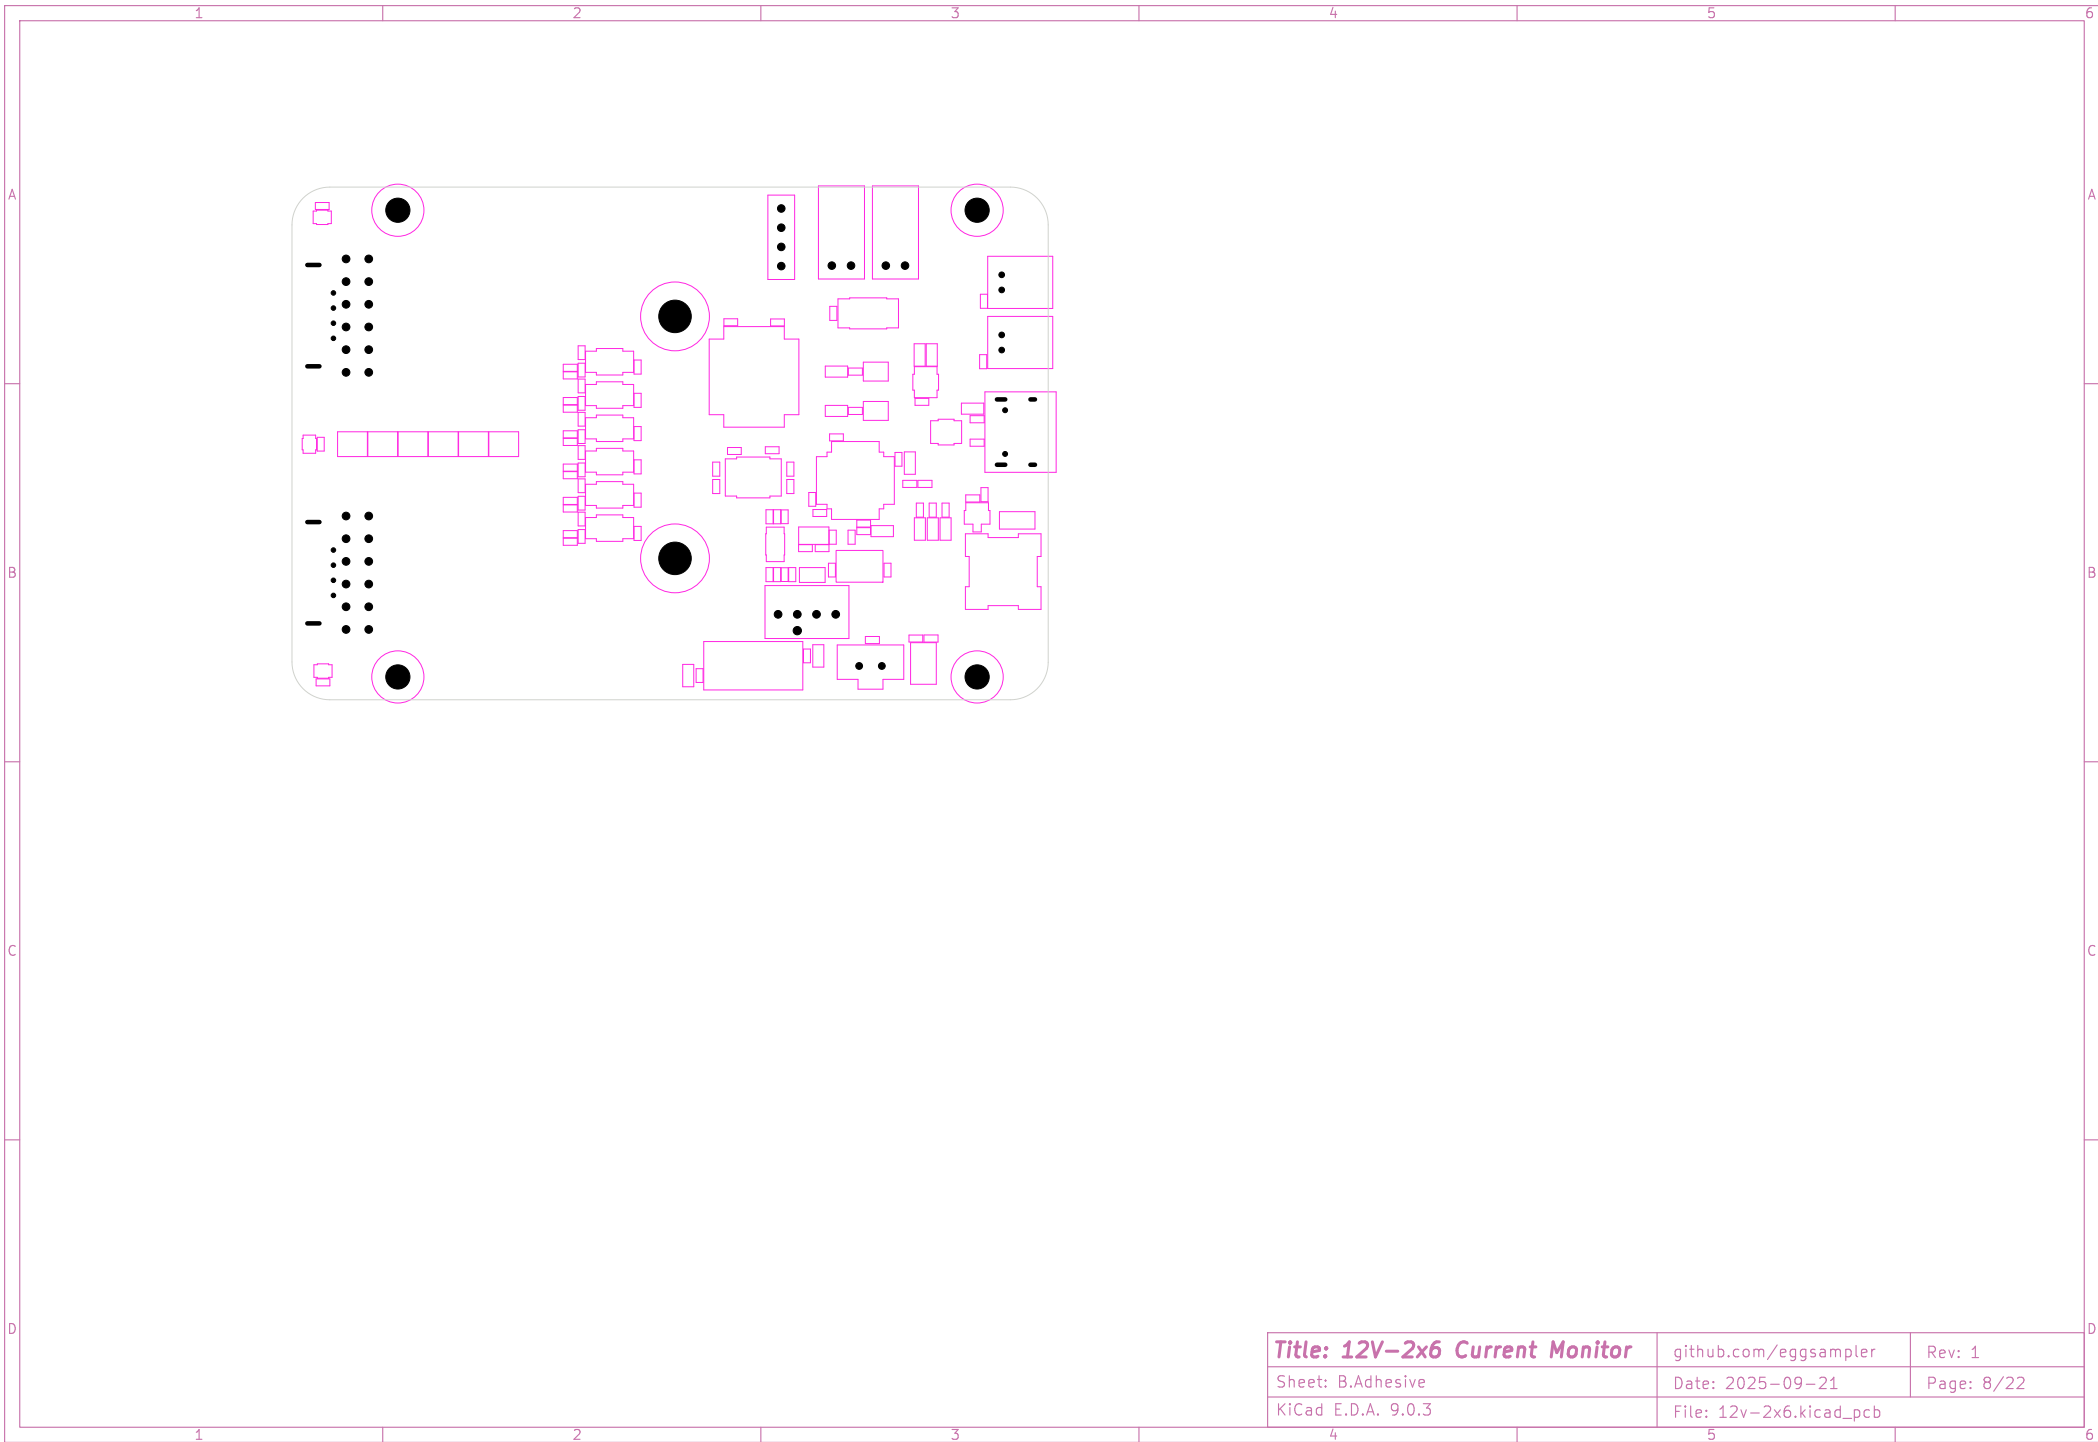 1 2 3 4 5 6
A A
B B
C C
D D
Title: 12V-2x6 Current Monitor
github.com/eggsampler
Rev: 1
Sheet: B.Adhesive
Date: 2025-09-21
Page: 8/22
KiCad E.D.A. 9.0.3
File: 12v-2x6.kicad_pcb
1 2 3 4 5 6